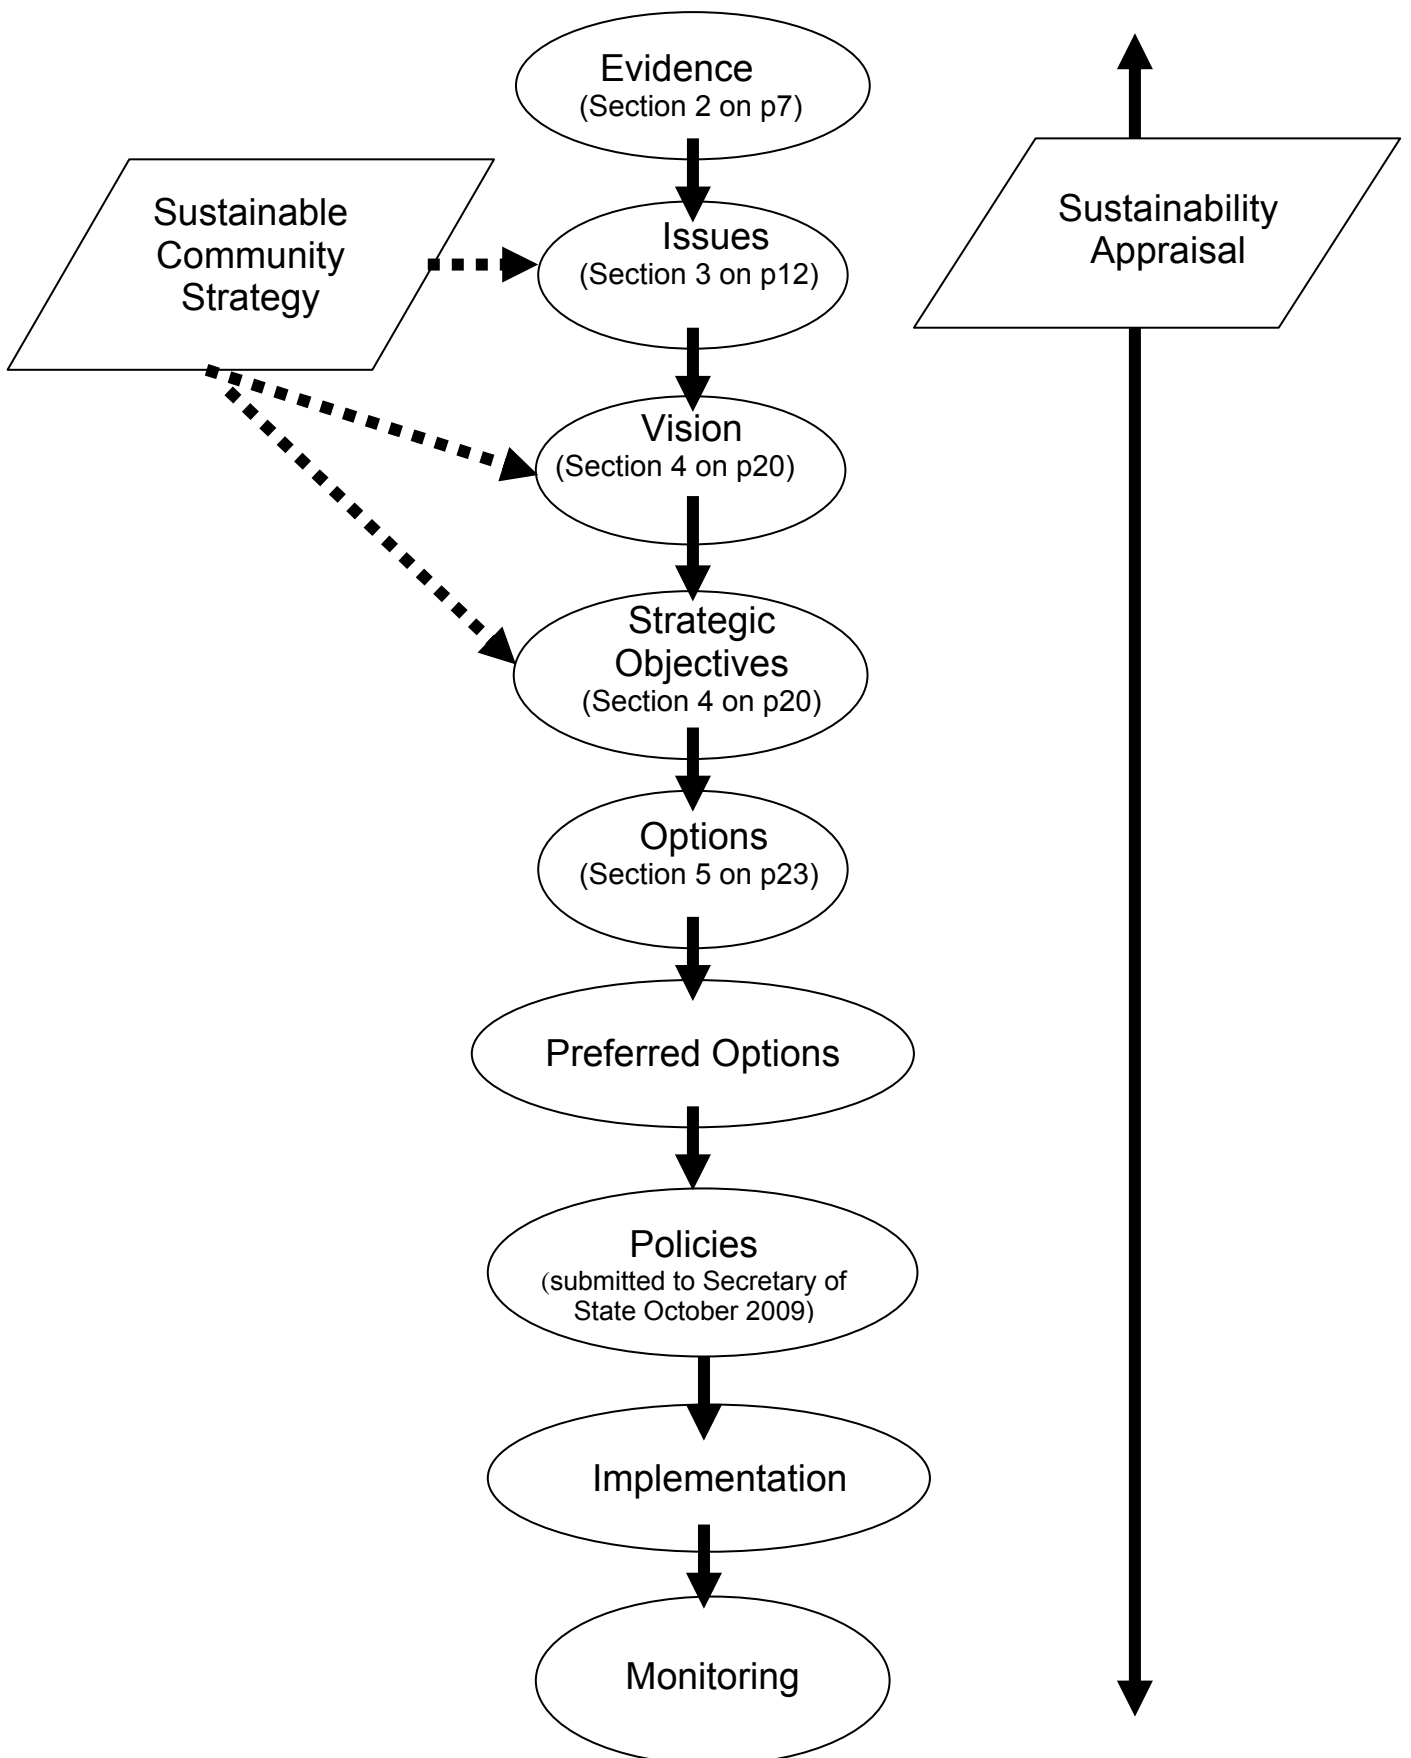 Evidence
(Section 2 on p7)
Sustainable
Community
Strategy
Sustainability
Appraisal
Issues
(Section 3 on p12)
Vision
(Section 4 on p20)
Strategic
Objectives
(Section 4 on p20)
Options
(Section 5 on p23)
Preferred Options
Policies
(submitted to Secretary of
State October 2009)
Implementation
Monitoring